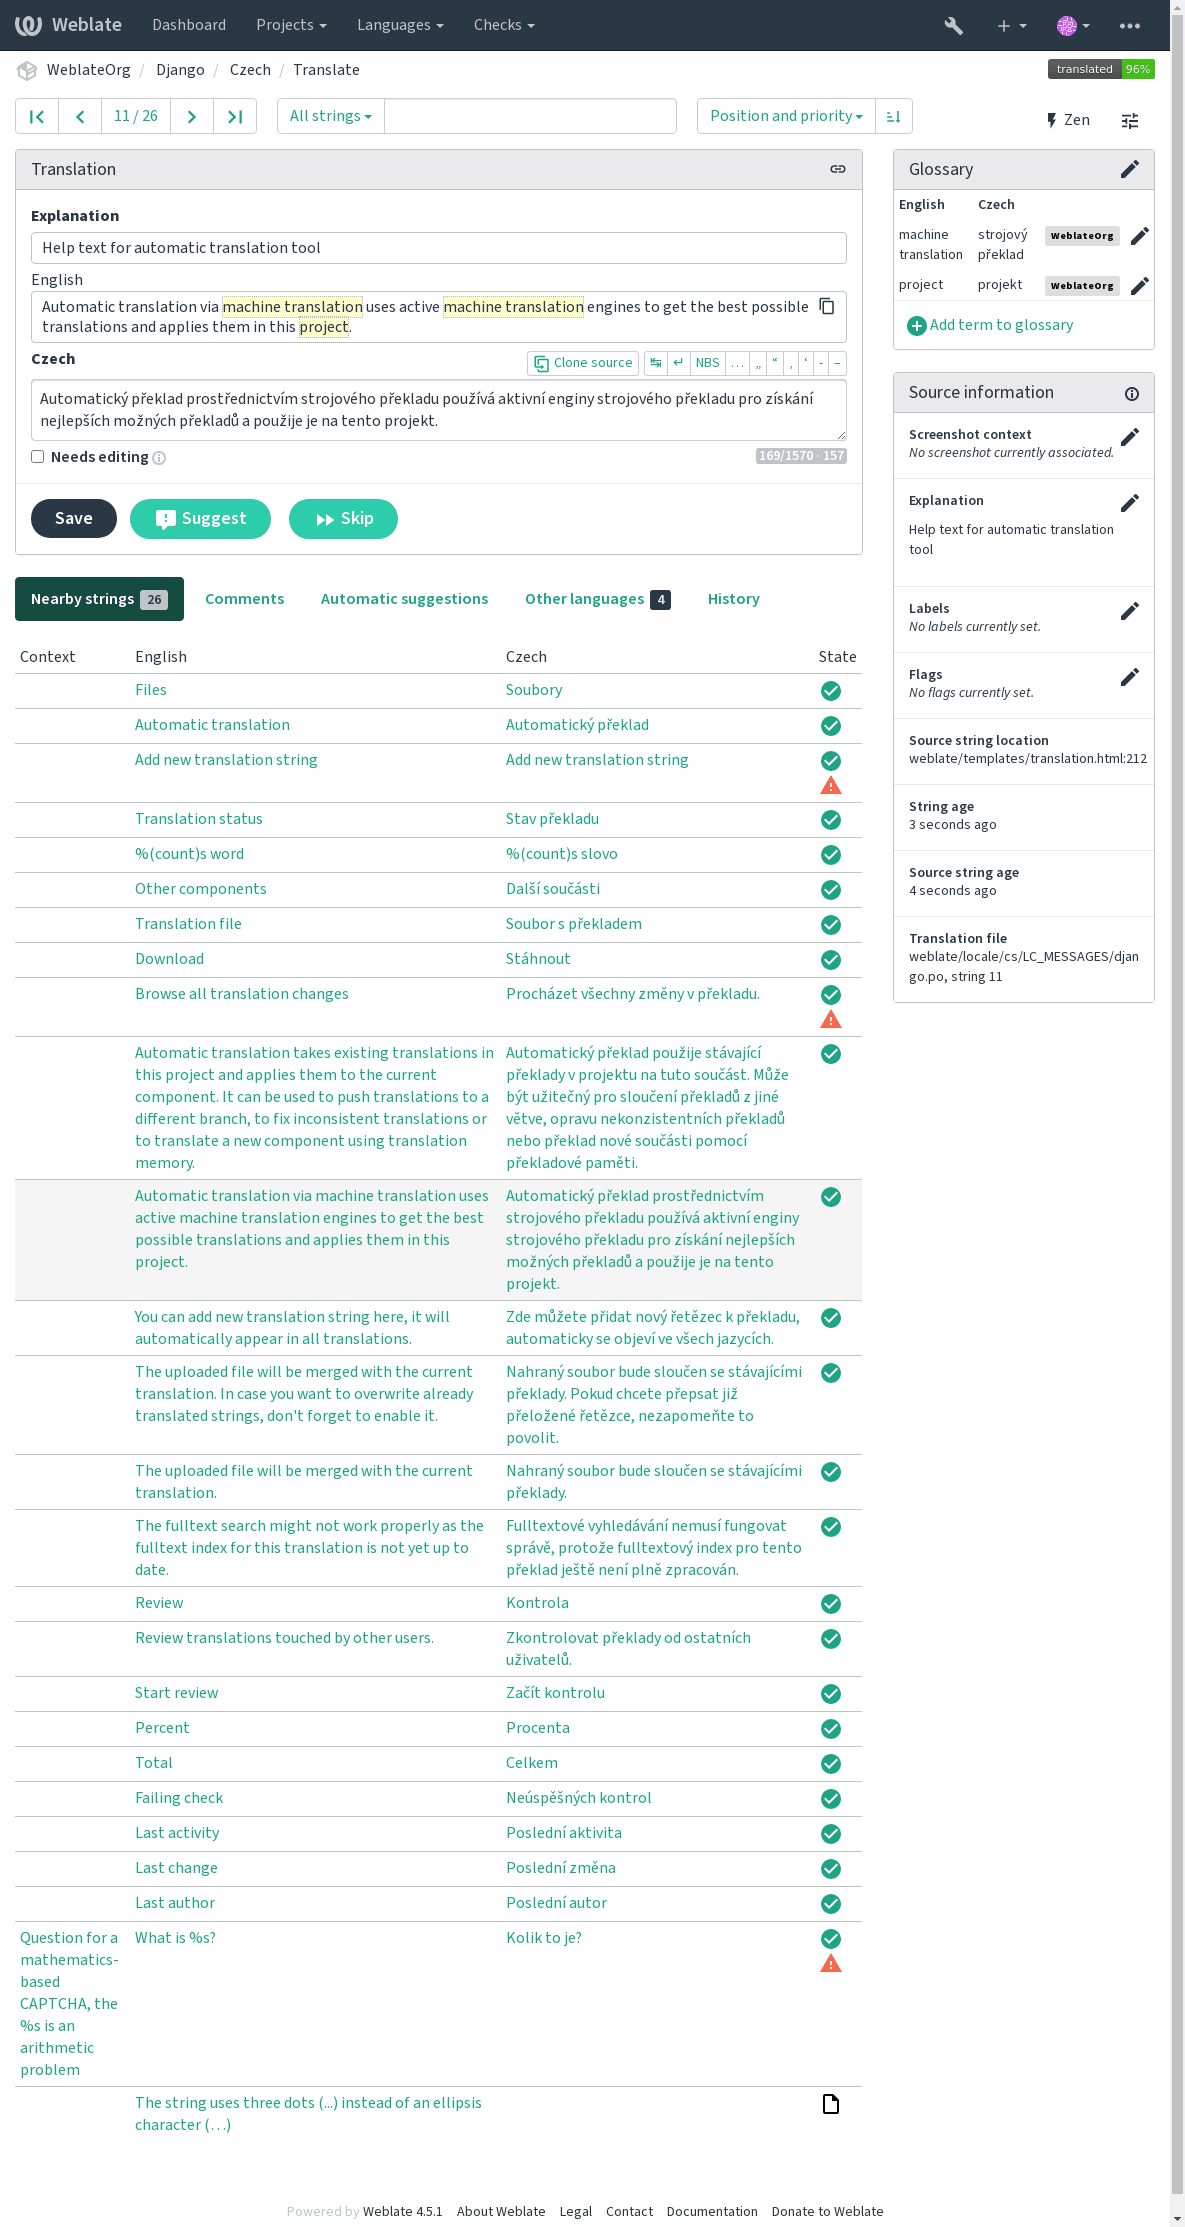 Weblate Dashboard Projects Languages Checks
WeblateOrg / Django / Czech / Translate translated 96%
11 / 26 All strings Position and priority Zen
Translation
Explanation
Help text for automatic translation tool
English
Automatic translation via machine translation uses active machine translation engines to get the best possible
translations and applies them in this project.
Czech Clone source ↹ ↵ NBS … „ “ ‚ ‘ - –
Automatický překlad prostřednictvím strojového překladu používá aktivní enginy strojového překladu pro získání
nejlepších možných překladů a použije je na tento projekt.
Needs editing 169/1570 · 157
Save Suggest Skip
Glossary
English Czech
machine translation strojový překlad WeblateOrg
project projekt WeblateOrg
Add term to glossary
Source information
Screenshot context
No screenshot currently associated.
Explanation
Help text for automatic translation
tool
Labels
No labels currently set.
Flags
No flags currently set.
Source string location
weblate/templates/translation.html:212
String age
3 seconds ago
Source string age
4 seconds ago
Translation file
weblate/locale/cs/LC_MESSAGES/djan
go.po, string 11
Nearby strings 26 Comments Automatic suggestions Other languages 4 History
Context English Czech State
Files Soubory
Automatic translation Automatický překlad
Add new translation string Add new translation string
Translation status Stav překladu
%(count)s word %(count)s slovo
Other components Další součásti
Translation file Soubor s překladem
Download Stáhnout
Browse all translation changes Procházet všechny změny v překladu.
Automatic translation takes existing translations in
this project and applies them to the current
component. It can be used to push translations to a
different branch, to fix inconsistent translations or
to translate a new component using translation
memory.
Automatický překlad použije stávající
překlady v projektu na tuto součást. Může
být užitečný pro sloučení překladů z jiné
větve, opravu nekonzistentních překladů
nebo překlad nové součásti pomocí
překladové paměti.
Automatic translation via machine translation uses
active machine translation engines to get the best
possible translations and applies them in this
project.
Automatický překlad prostřednictvím
strojového překladu používá aktivní enginy
strojového překladu pro získání nejlepších
možných překladů a použije je na tento
projekt.
You can add new translation string here, it will
automatically appear in all translations.
Zde můžete přidat nový řetězec k překladu,
automaticky se objeví ve všech jazycích.
The uploaded file will be merged with the current
translation. In case you want to overwrite already
translated strings, don't forget to enable it.
Nahraný soubor bude sloučen se stávajícími
překlady. Pokud chcete přepsat již
přeložené řetězce, nezapomeňte to
povolit.
The uploaded file will be merged with the current
translation.
Nahraný soubor bude sloučen se stávajícími
překlady.
The fulltext search might not work properly as the
fulltext index for this translation is not yet up to
date.
Fulltextové vyhledávání nemusí fungovat
správě, protože fulltextový index pro tento
překlad ještě není plně zpracován.
Review Kontrola
Review translations touched by other users.
Zkontrolovat překlady od ostatních
uživatelů.
Start review Začít kontrolu
Percent Procenta
Total Celkem
Failing check Neúspěšných kontrol
Last activity Poslední aktivita
Last change Poslední změna
Last author Poslední autor
Question for a
mathematics-
based
CAPTCHA, the
%s is an
arithmetic
problem
What is %s? Kolik to je?
The string uses three dots (...) instead of an ellipsis
character (…)
Powered by Weblate 4.5.1 About Weblate Legal Contact Documentation Donate to Weblate